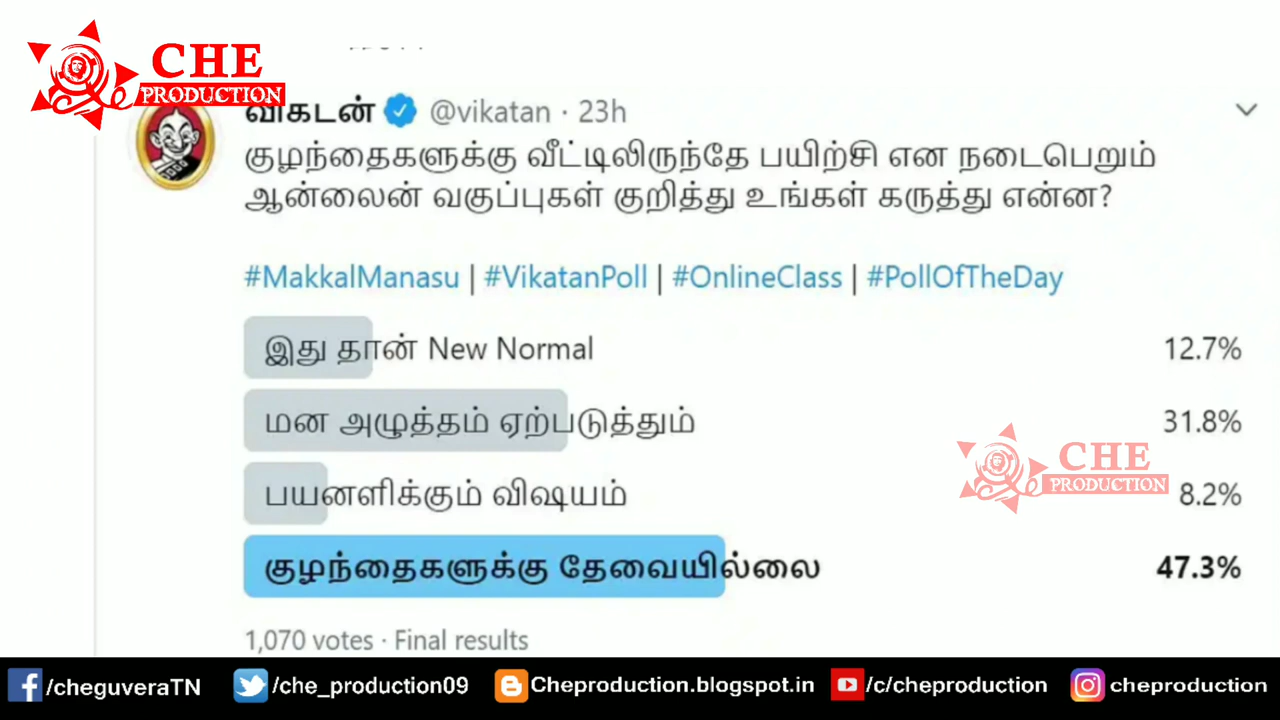 CHE
PRODUCTION
விகடன் @vikatan · 23h
குழந்தைகளுக்கு வீட்டிலிருந்தே பயிற்சி என நடைபெறும்
ஆன்லைன் வகுப்புகள் குறித்து உங்கள் கருத்து என்ன?
#MakkalManasu | #VikatanPoll | #OnlineClass | #PollOfTheDay
இது தான் New Normal 12.7%
மன அழுத்தம் ஏற்படுத்தும் 31.8%
பயனளிக்கும் விஷயம் 8.2%
CHE
PRODUCTION
குழந்தைகளுக்கு தேவையில்லை 47.3%
1,070 votes · Final results
/cheguveraTN /che_production09 Cheproduction.blogspot.in /c/cheproduction cheproduction